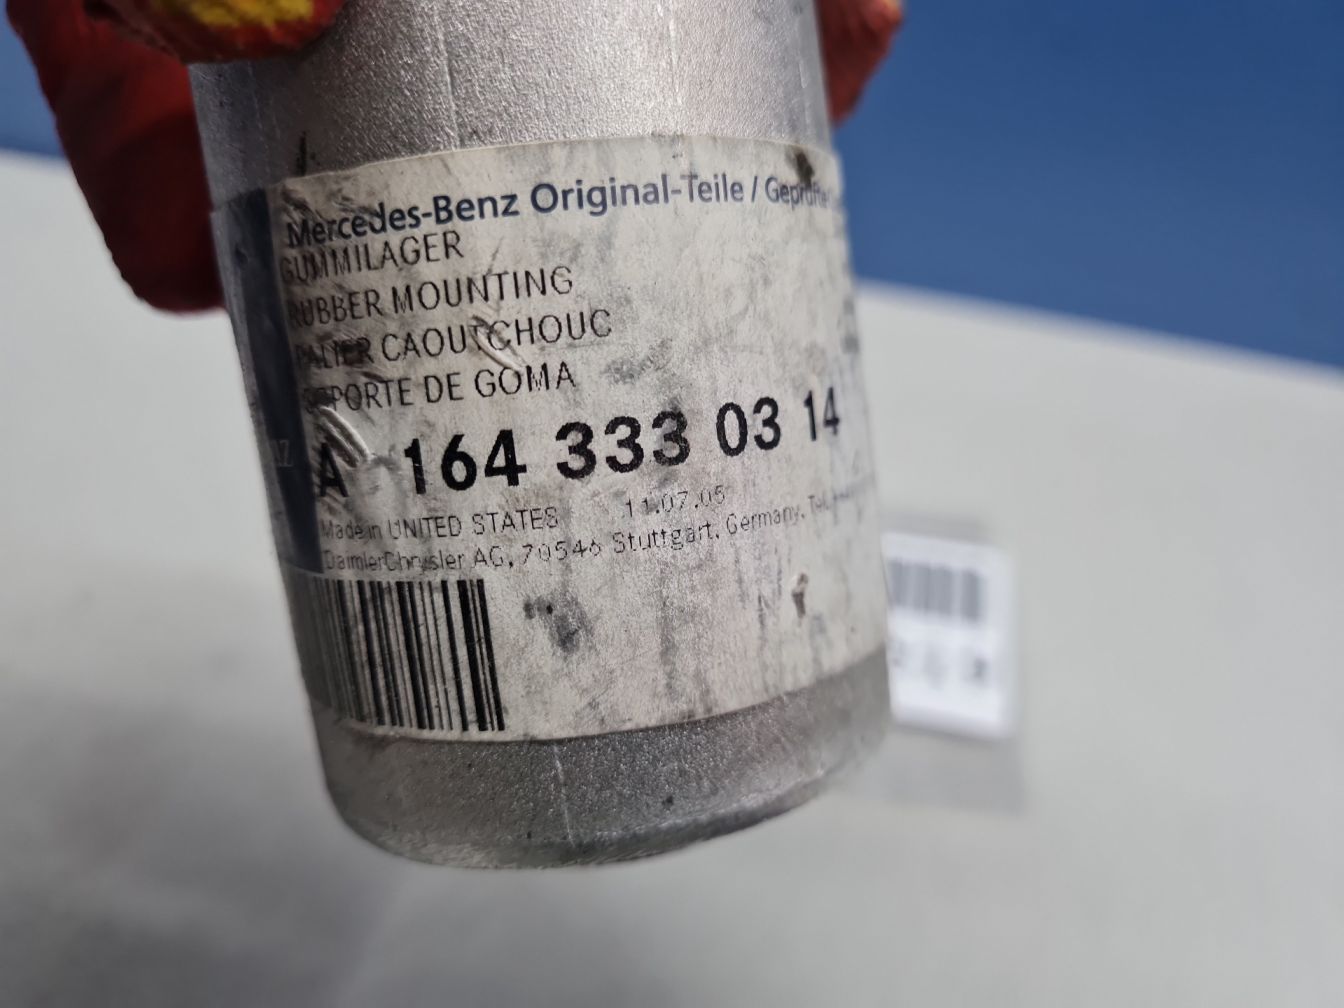 Mercedes-Benz Original-Teile / Geprüfte
GUMMILAGER
RUBBER MOUNTING
PALIER CAOUTCHOUC
SOPORTE DE GOMA
A 164 333 03 14
Made in UNITED STATES 11.07.05
DaimlerChrysler AG, 70546 Stuttgart, Germany,